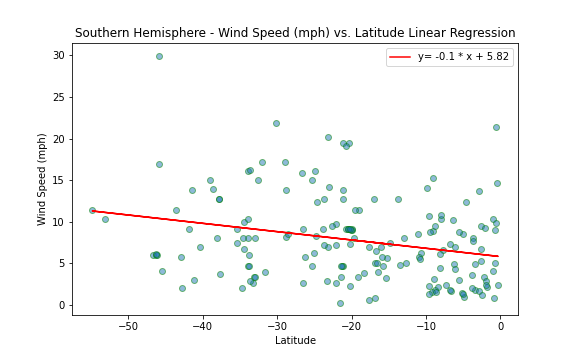 Southern Hemisphere - Wind Speed (mph) vs. Latitude Linear Regression
y= -0.1 * x + 5.82
Wind Speed (mph)
30
25
20
15
10
5
0
−50 −40 −30 −20 −10 0
Latitude